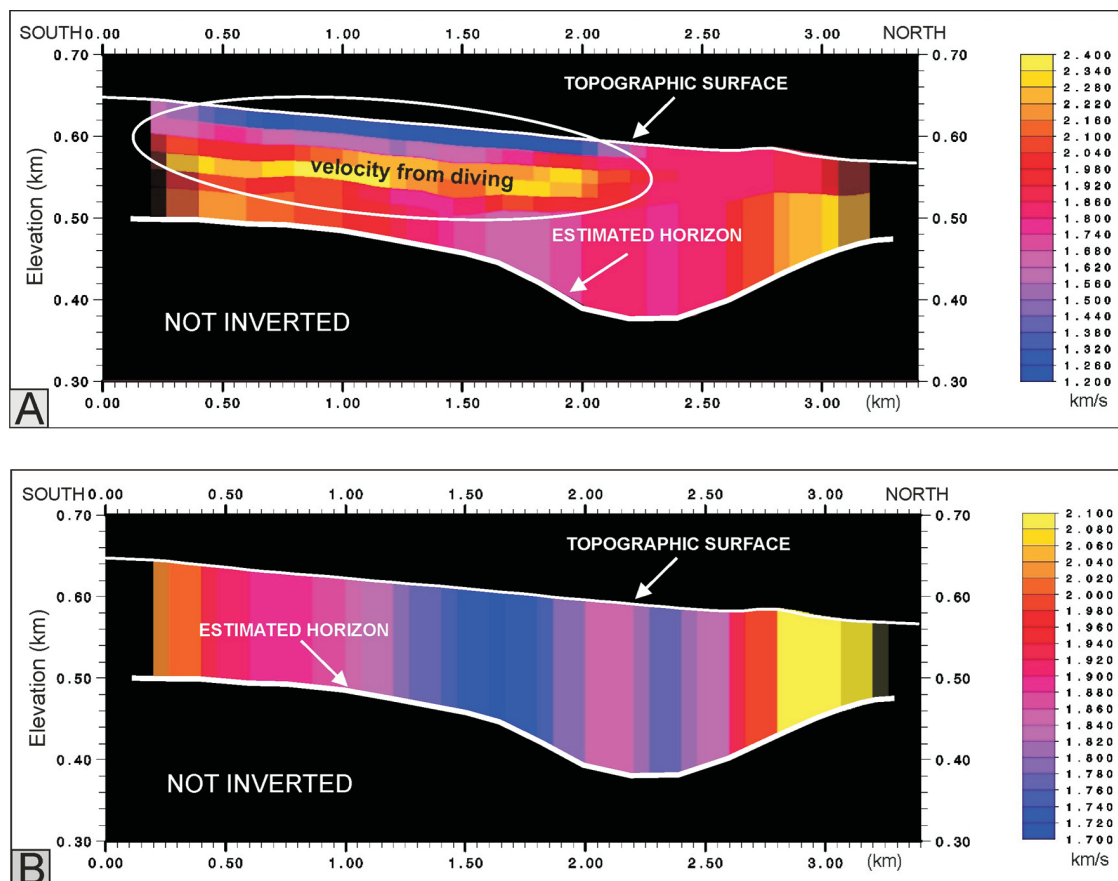 SOUTH 0.00 0.50 1.00 1.50 2.00 2.50 3.00 NORTH
0.70 0.70 2.400
TOPOGRAPHIC SURFACE 2.340
2.280
2.220
0.60 0.60 2.160
2.100
velocity from diving 2.040
1.980
1.920
1.860
0.50 0.50 1.800
ESTIMATED HORIZON 1.740
1.680
1.620
1.560
0.40 0.40 1.500
NOT INVERTED 1.440
1.380
1.320
1.260
0.30 0.30 1.200
Elevation (km)
A 0.00 0.50 1.00 1.50 2.00 2.50 3.00 (km) km/s
SOUTH 0.00 0.50 1.00 1.50 2.00 2.50 3.00 NORTH
0.70 0.70 2.100
2.080
TOPOGRAPHIC SURFACE 2.060
2.040
2.020
0.60 0.60 2.000
1.980
ESTIMATED HORIZON 1.960
1.940
1.920
0.50 0.50 1.900
1.880
1.860
1.840
1.820
0.40 0.40 1.800
NOT INVERTED 1.780
1.760
1.740
1.720
0.30 0.30 1.700
Elevation (km)
B 0.00 0.50 1.00 1.50 2.00 2.50 3.00 (km) km/s